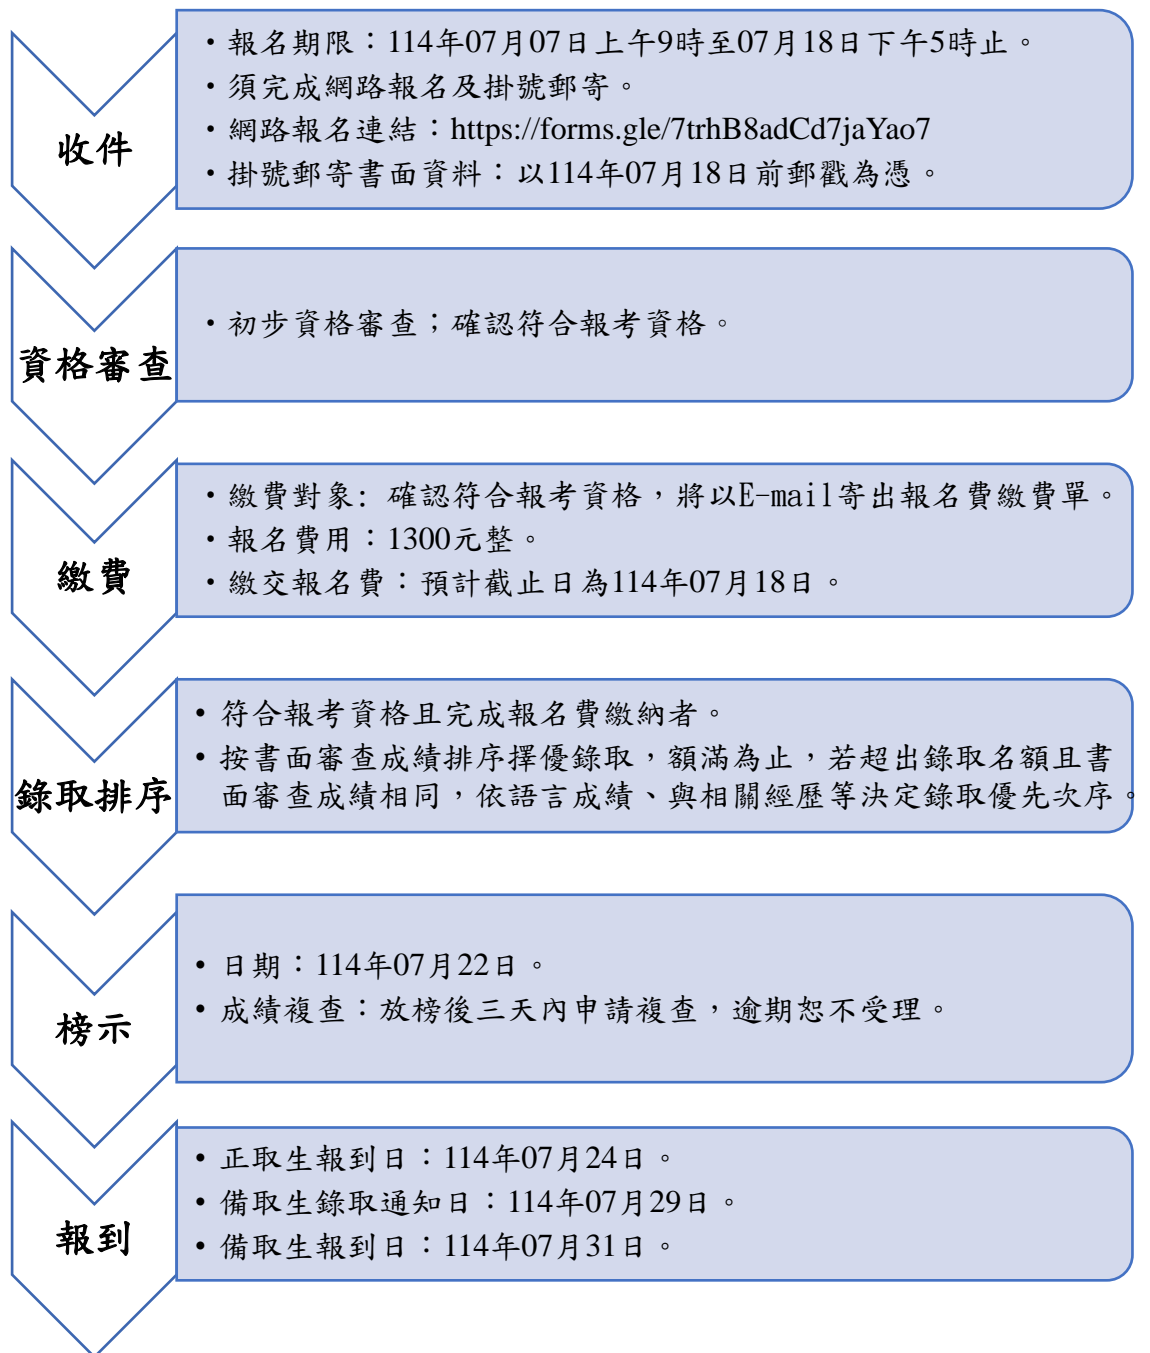 收件
・報名期限：114年07月07日上午9時至07月18日下午5時止。
・須完成網路報名及掛號郵寄。
・網路報名連結：https://forms.gle/7trhB8adCd7jaYao7
・掛號郵寄書面資料：以114年07月18日前郵戳為憑。
資格審查
・初步資格審查；確認符合報考資格。
繳費
・繳費對象: 確認符合報考資格，將以E-mail寄出報名費繳費單。
・報名費用：1300元整。
・繳交報名費：預計截止日為114年07月18日。
錄取排序
• 符合報考資格且完成報名費繳納者。
• 按書面審查成績排序擇優錄取，額滿為止，若超出錄取名額且書
面審查成績相同，依語言成績、與相關經歷等決定錄取優先次序。
榜示
• 日期：114年07月22日。
• 成績複查：放榜後三天內申請複查，逾期恕不受理。
報到
• 正取生報到日：114年07月24日。
• 備取生錄取通知日：114年07月29日。
• 備取生報到日：114年07月31日。